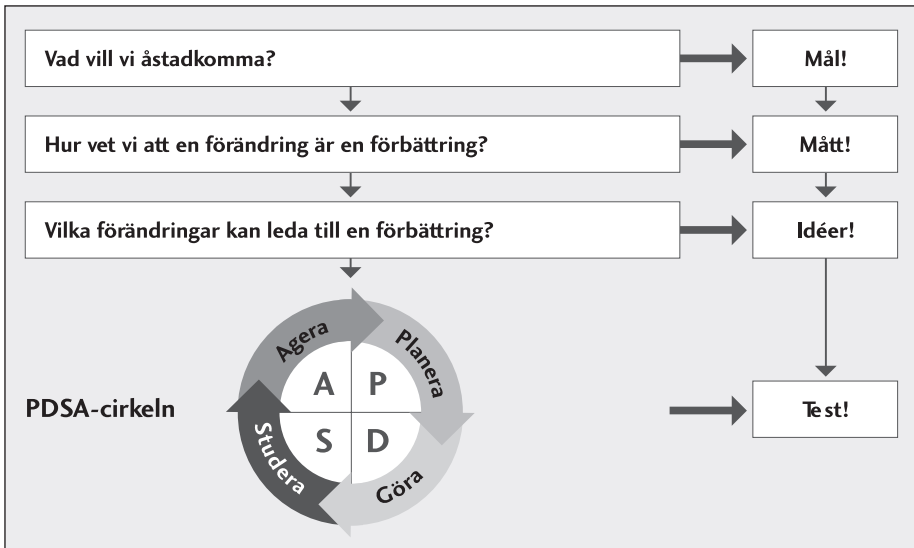 Vad vill vi åstadkomma?
Mål!
Hur vet vi att en förändring är en förbättring?
Mått!
Vilka förändringar kan leda till en förbättring?
Idéer!
Agera
Planera
A
P
PDSA-cirkeln
Test!
S
D
Studera
Göra